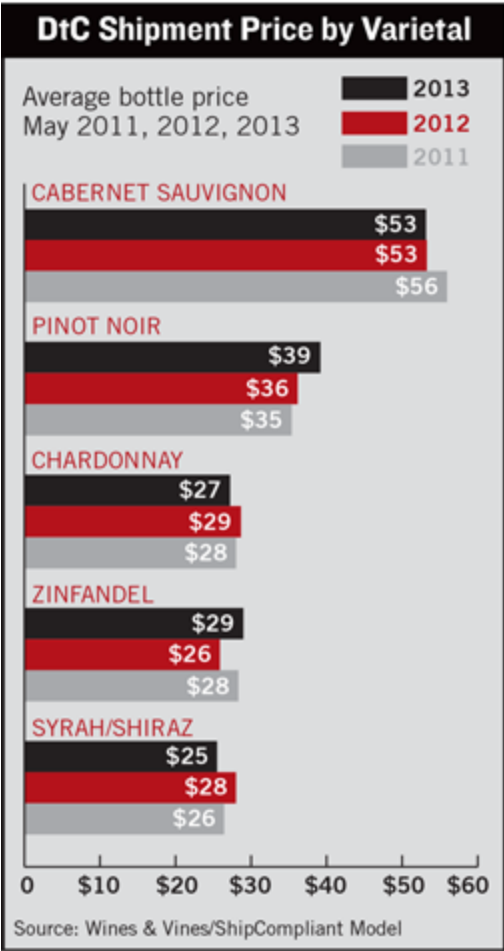 DtC Shipment Price by Varietal
Average bottle price
May 2011, 2012, 2013
2013
2012
2011
CABERNET SAUVIGNON
$53
$53
$56
PINOT NOIR
$39
$36
$35
CHARDONNAY
$27
$29
$28
ZINFANDEL
$29
$26
$28
SYRAH/SHIRAZ
$25
$28
$26
0 $10 $20 $30 $40 $50 $60
Source: Wines & Vines/ShipCompliant Model